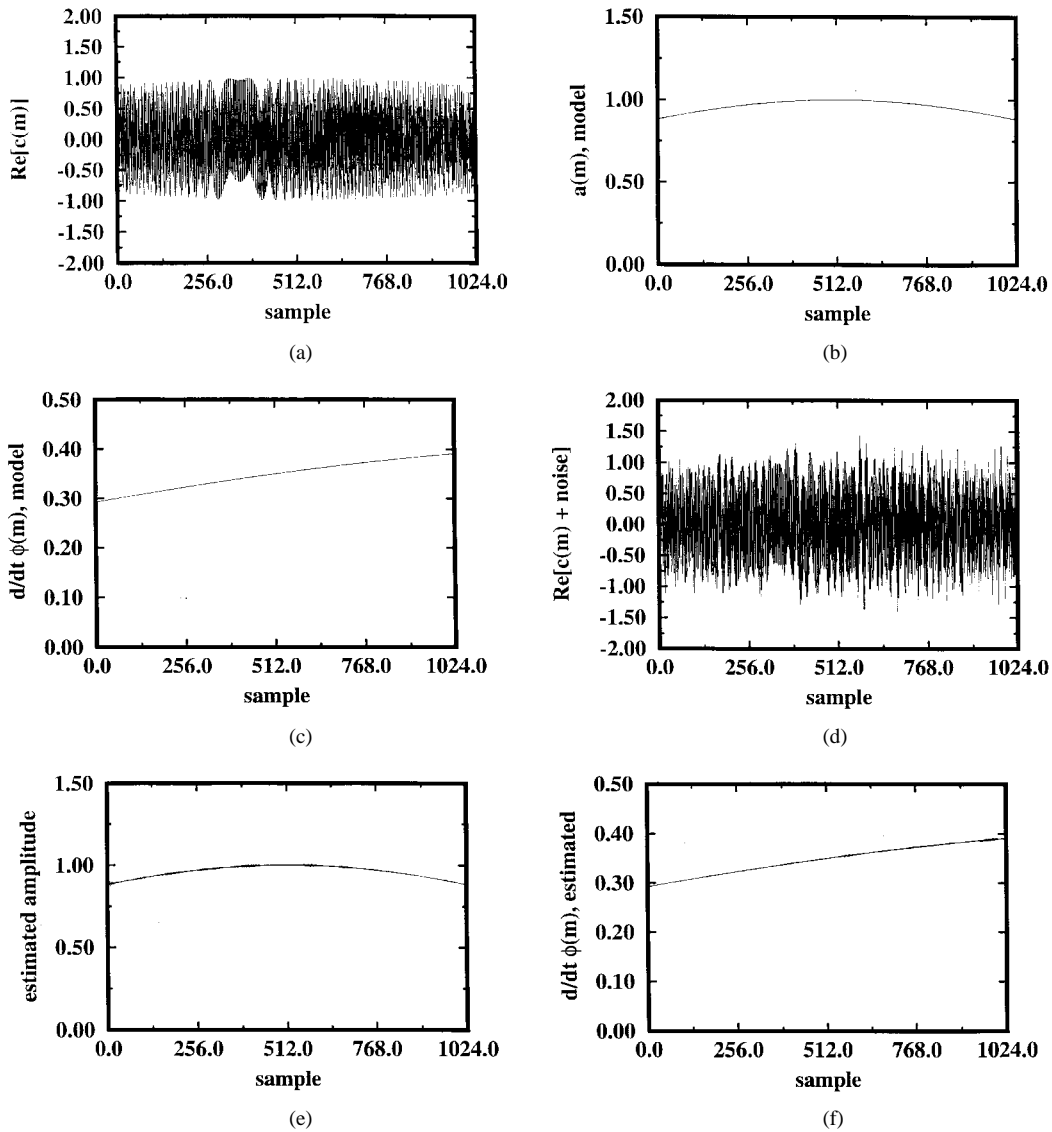 2.00
1.50
1.00
0.50
0.00
-0.50
-1.00
-1.50
-2.00
Re[c(m)]
0.0 256.0 512.0 768.0 1024.0
sample
(a)
1.50
1.00
0.50
0.00
a(m), model
0.0 256.0 512.0 768.0 1024.0
sample
(b)
0.50
0.40
0.30
0.20
0.10
0.00
d/dt ϕ(m), model
0.0 256.0 512.0 768.0 1024.0
sample
(c)
2.00
1.50
1.00
0.50
0.00
-0.50
-1.00
-1.50
-2.00
Re[c(m) + noise]
0.0 256.0 512.0 768.0 1024.0
sample
(d)
1.50
1.00
0.50
0.00
estimated amplitude
0.0 256.0 512.0 768.0 1024.0
sample
(e)
0.50
0.40
0.30
0.20
0.10
0.00
d/dt ϕ(m), estimated
0.0 256.0 512.0 768.0 1024.0
sample
(f)